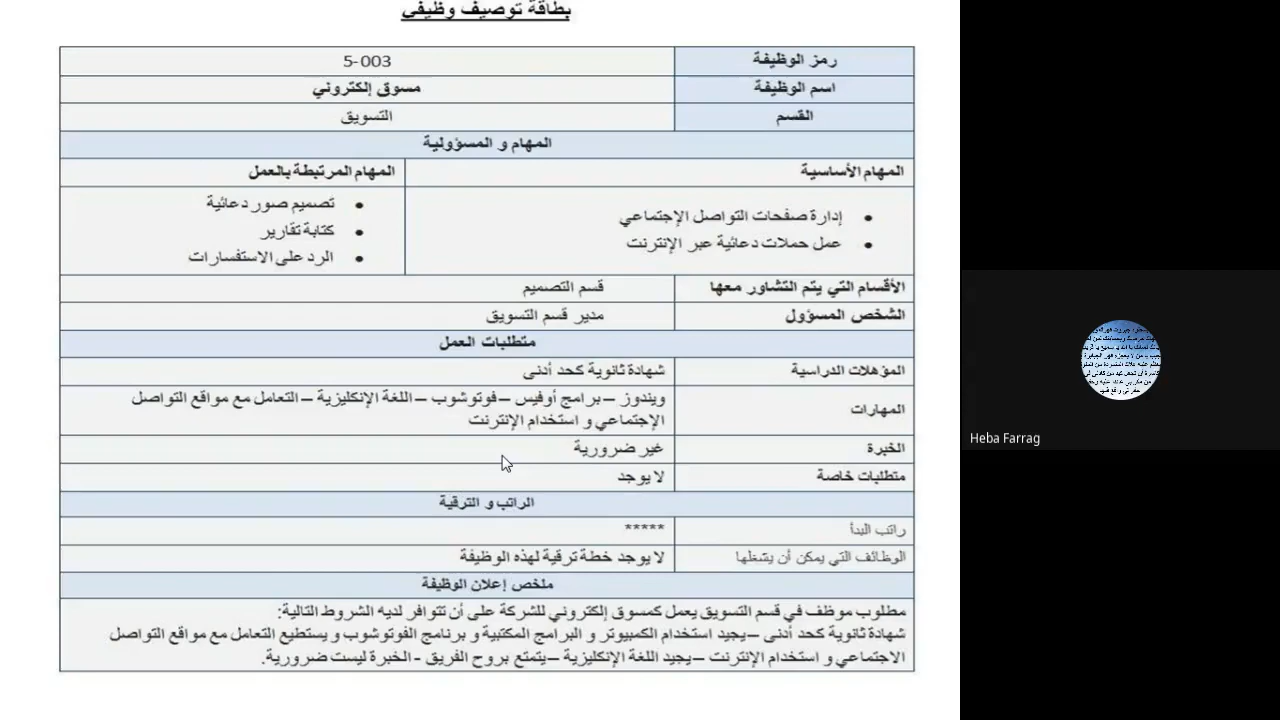 بطاقة توصيف وظيفي
رمز الوظيفة 5-003
اسم الوظيفة مسوق إلكتروني
القسم التسويق
المهام و المسؤولية
المهام الأساسية المهام المرتبطة بالعمل
• إدارة صفحات التواصل الإجتماعي
• عمل حملات دعائية عبر الإنترنت
• تصميم صور دعائية
• كتابة تقارير
• الرد على الاستفسارات
الأقسام التي يتم التشاور معها قسم التصميم
الشخص المسؤول مدير قسم التسويق
متطلبات العمل
المؤهلات الدراسية شهادة ثانوية كحد أدنى
المهارات ويندوز – برامج أوفيس – فوتوشوب – اللغة الإنكليزية – التعامل مع مواقع التواصل
الإجتماعي و استخدام الإنترنت
الخبرة غير ضرورية
متطلبات خاصة لا يوجد
الراتب و الترقية
راتب البدأ *****
الوظائف التي يمكن أن يشغلها لا يوجد خطة ترقية لهذه الوظيفة
ملخص إعلان الوظيفة
مطلوب موظف في قسم التسويق يعمل كمسوق إلكتروني للشركة على أن تتوافر لديه الشروط التالية:
شهادة ثانوية كحد أدنى – يجيد استخدام الكمبيوتر و البرامج المكتبية و برنامج الفوتوشوب و يستطيع التعامل مع مواقع التواصل
الاجتماعي و استخدام الإنترنت – يجيد اللغة الإنكليزية – يتمتع بروح الفريق - الخبرة ليست ضرورية.
Heba Farrag